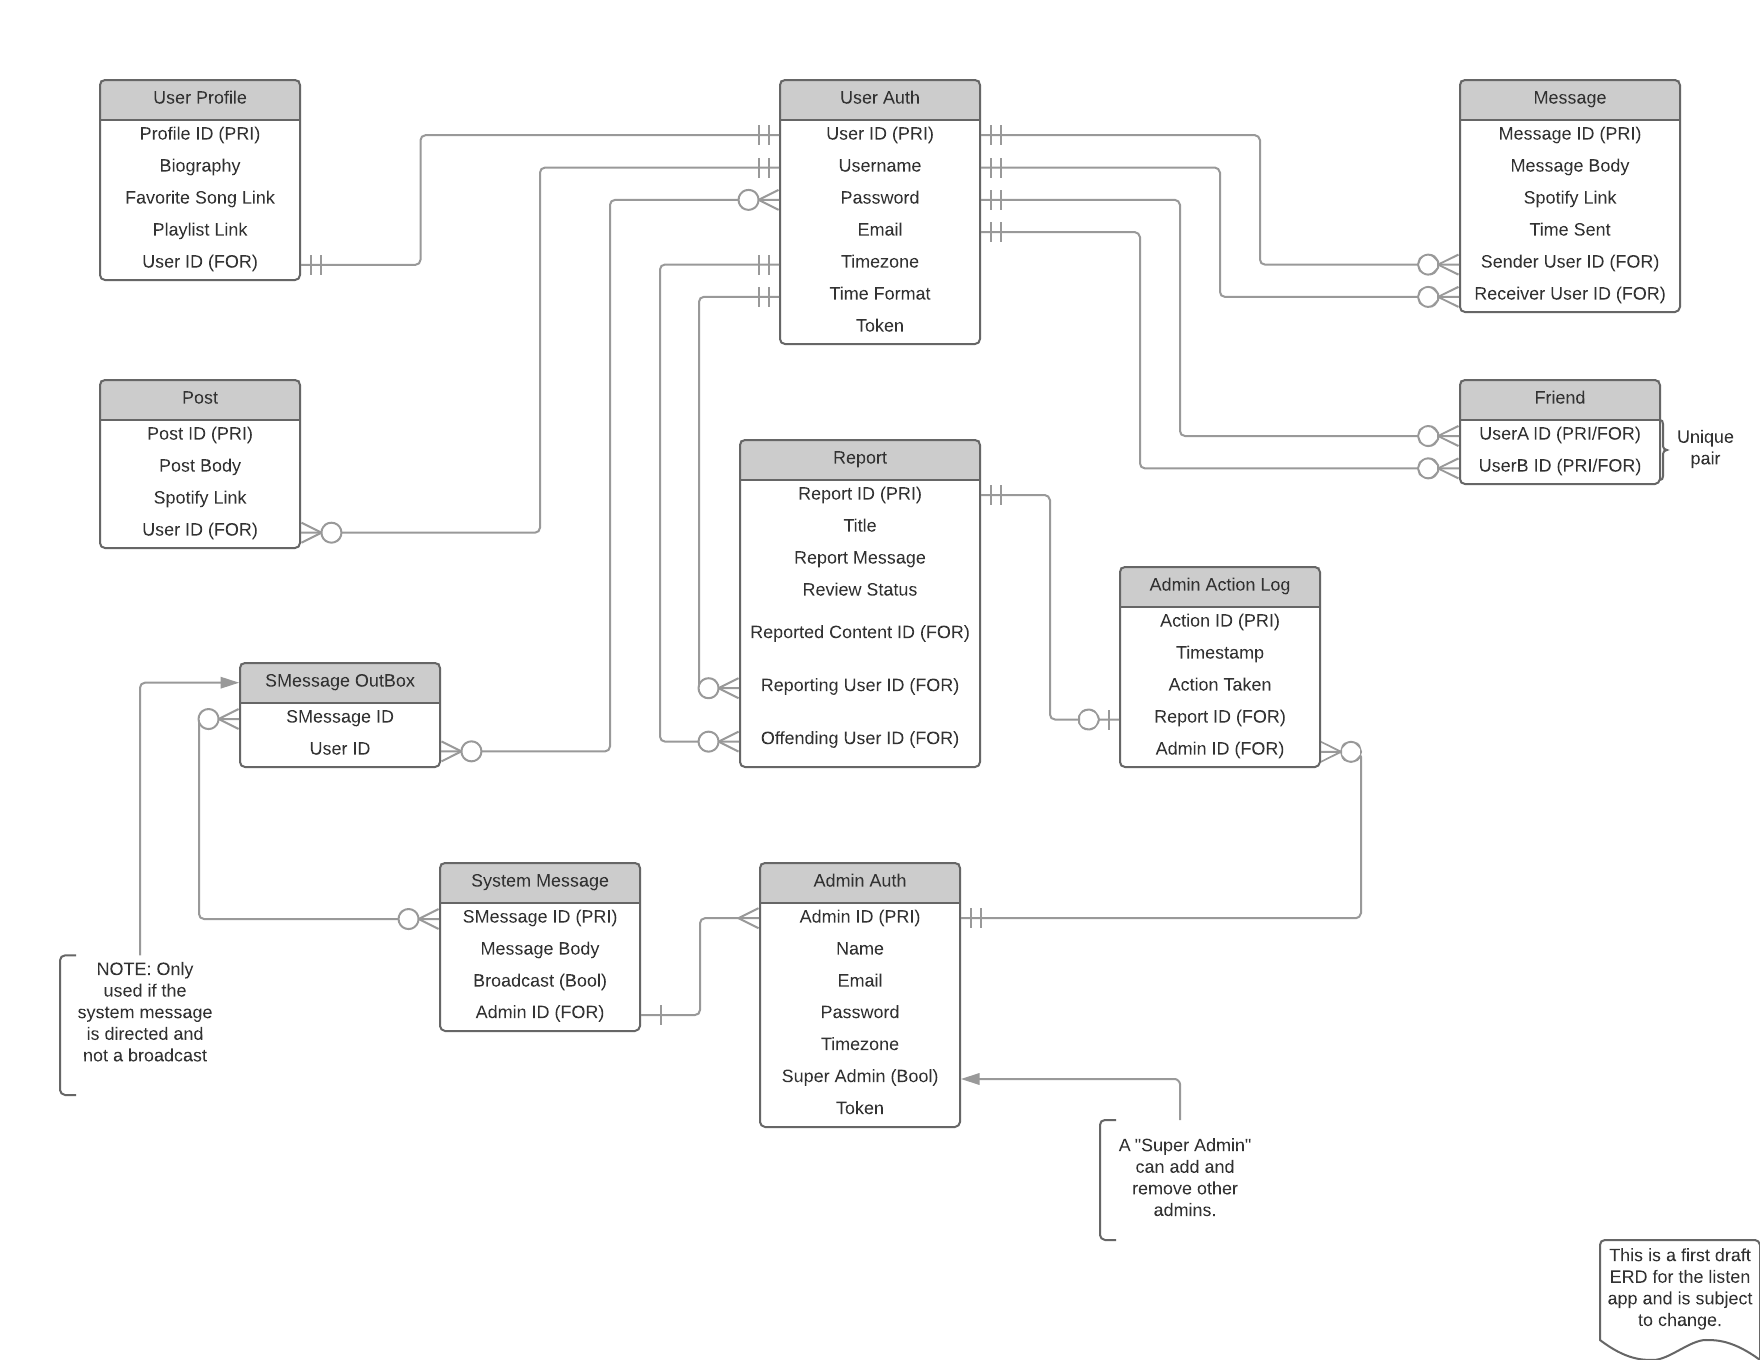 User Profile
Profile ID (PRI)
Biography
Favorite Song Link
Playlist Link
User ID (FOR)
User Auth
User ID (PRI)
Username
Password
Email
Timezone
Time Format
Token
Message
Message ID (PRI)
Message Body
Spotify Link
Time Sent
Sender User ID (FOR)
Receiver User ID (FOR)
Post
Post ID (PRI)
Post Body
Spotify Link
User ID (FOR)
Report
Report ID (PRI)
Title
Report Message
Review Status
Reported Content ID (FOR)
Reporting User ID (FOR)
Offending User ID (FOR)
Friend
UserA ID (PRI/FOR)
UserB ID (PRI/FOR)
Unique
pair
Admin Action Log
Action ID (PRI)
Timestamp
Action Taken
Report ID (FOR)
Admin ID (FOR)
SMessage OutBox
SMessage ID
User ID
System Message
SMessage ID (PRI)
Message Body
Broadcast (Bool)
Admin ID (FOR)
Admin Auth
Admin ID (PRI)
Name
Email
Password
Timezone
Super Admin (Bool)
Token
NOTE: Only
used if the
system message
is directed and
not a broadcast
A "Super Admin"
can add and
remove other
admins.
This is a first draft
ERD for the listen
app and is subject
to change.